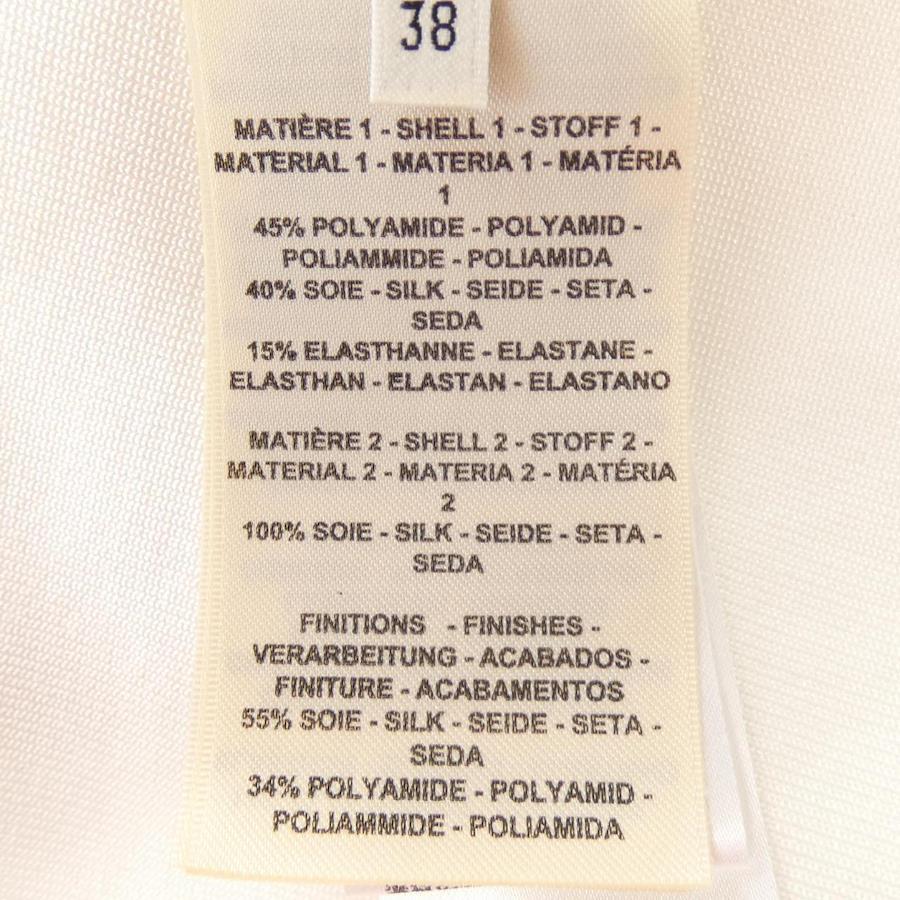 38
MATIÈRE 1 - SHELL 1 - STOFF 1 -
MATERIAL 1 - MATERIA 1 - MATÉRIA
1
45% POLYAMIDE - POLYAMID -
POLIAMMIDE - POLIAMIDA
40% SOIE - SILK - SEIDE - SETA -
SEDA
15% ELASTHANNE - ELASTANE -
ELASTHAN - ELASTAN - ELASTANO
MATIÈRE 2 - SHELL 2 - STOFF 2 -
MATERIAL 2 - MATERIA 2 - MATÉRIA
2
100% SOIE - SILK - SEIDE - SETA -
SEDA
FINITIONS - FINISHES -
VERARBEITUNG - ACABADOS -
FINITURE - ACABAMENTOS
55% SOIE - SILK - SEIDE - SETA -
SEDA
34% POLYAMIDE - POLYAMID -
POLIAMMIDE - POLIAMIDA